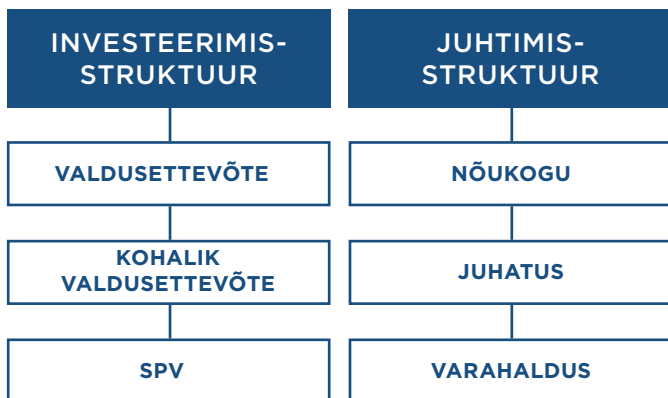 INVESTEERIMIS-
STRUKTUUR
VALDUSETTEVÕTE
KOHALIK
VALDUSETTEVÕTE
SPV
JUHTIMIS-
STRUKTUUR
NÕUKOGU
JUHATUS
VARAHALDUS